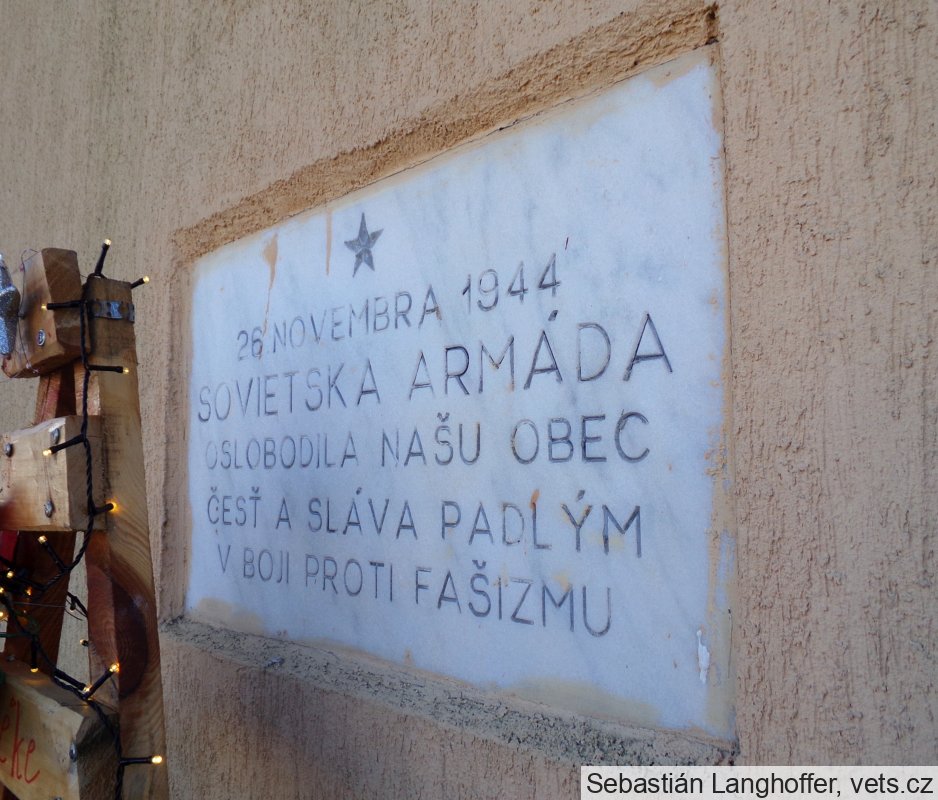 26. NOVEMBRA 1944
SOVIETSKA ARMÁDA
OSLOBODILA NAŠU OBEC
ČESŤ A SLÁVA PADLÝM
V BOJI PROTI FAŠIZMU
Sebastián Langhoffer, vets.cz